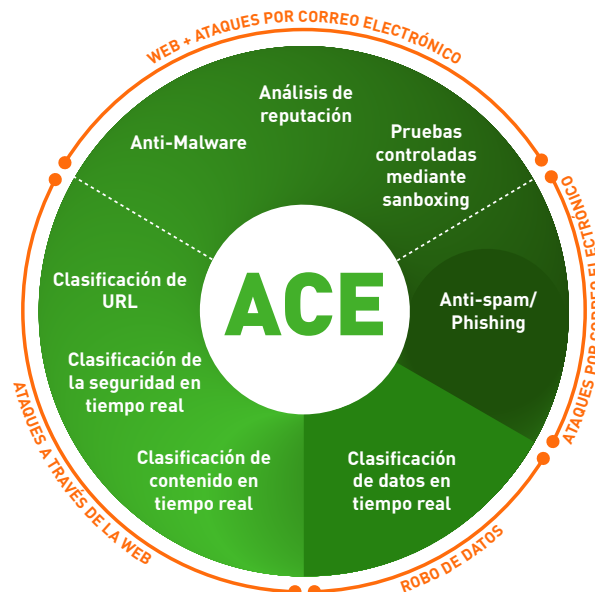 WEB + ATAQUES POR CORREO ELECTRÓNICO
Análisis de
reputación
Anti-Malware
Pruebas
controladas
mediante
sanboxing
ATAQUES POR CORREO ELECTRÓNICO
Clasificación de
URL
ACE
Anti-spam/
Phishing
Clasificación de
la seguridad en
tiempo real
ATAQUES A TRAVÉS DE LA WEB
Clasificación de
contenido en
tiempo real
Clasificación
de datos en
tiempo real
ROBO DE DATOS